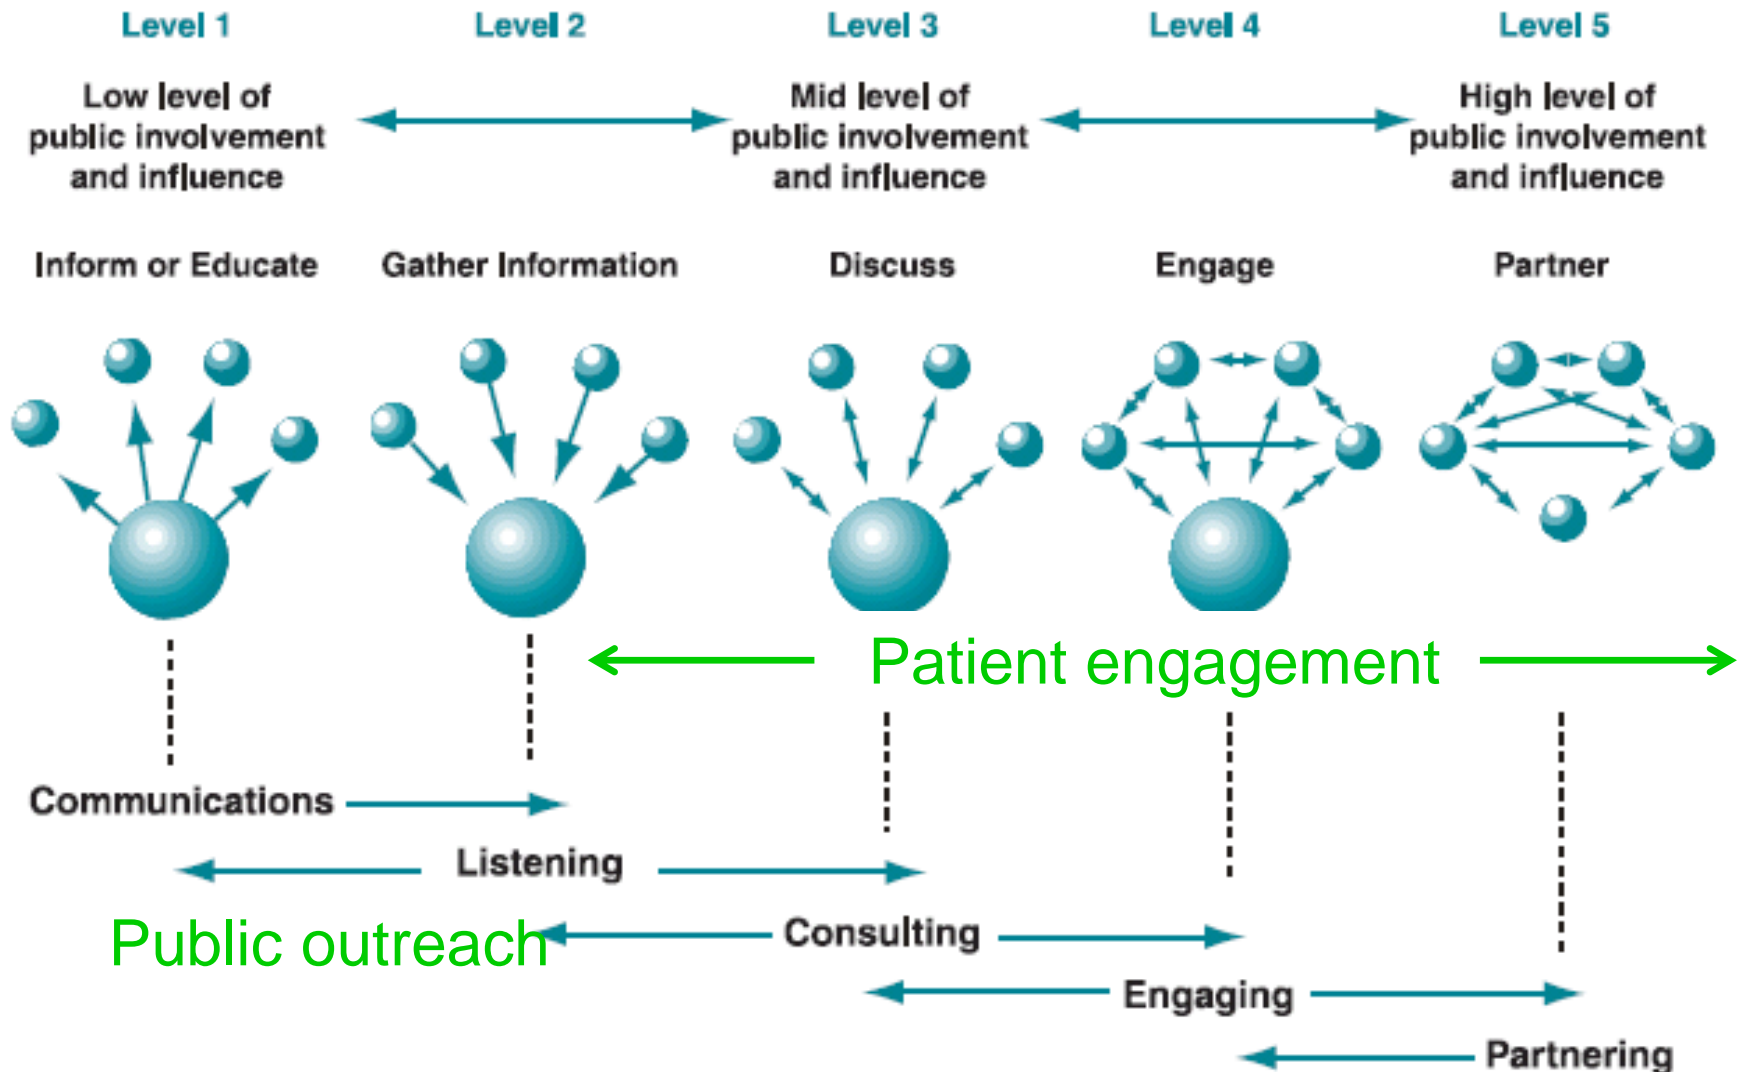 Level 1
Level 2
Level 3
Level 4
Level 5
Low level of
public involvement
and influence
Mid level of
public involvement
and influence
High level of
public involvement
and influence
Inform or Educate
Gather Information
Discuss
Engage
Partner
Patient engagement
Communications
Listening
Public outreach
Consulting
Engaging
Partnering